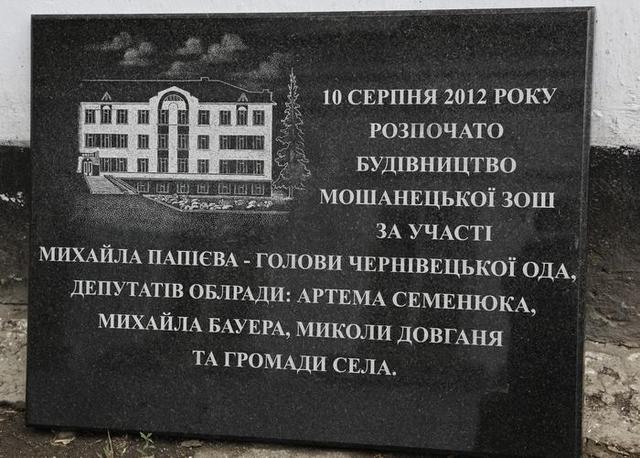 10 СЕРПНЯ 2012 РОКУ
РОЗПОЧАТО
БУДІВНИЦТВО
МОШАНЕЦЬКОЇ ЗОШ
ЗА УЧАСТІ
МИХАЙЛА ПАПІЄВА - ГОЛОВИ ЧЕРНІВЕЦЬКОЇ ОДА,
ДЕПУТАТІВ ОБЛРАДИ: АРТЕМА СЕМЕНЮКА,
МИХАЙЛА БАУЕРА, МИКОЛИ ДОВГАНЯ
ТА ГРОМАДИ СЕЛА.